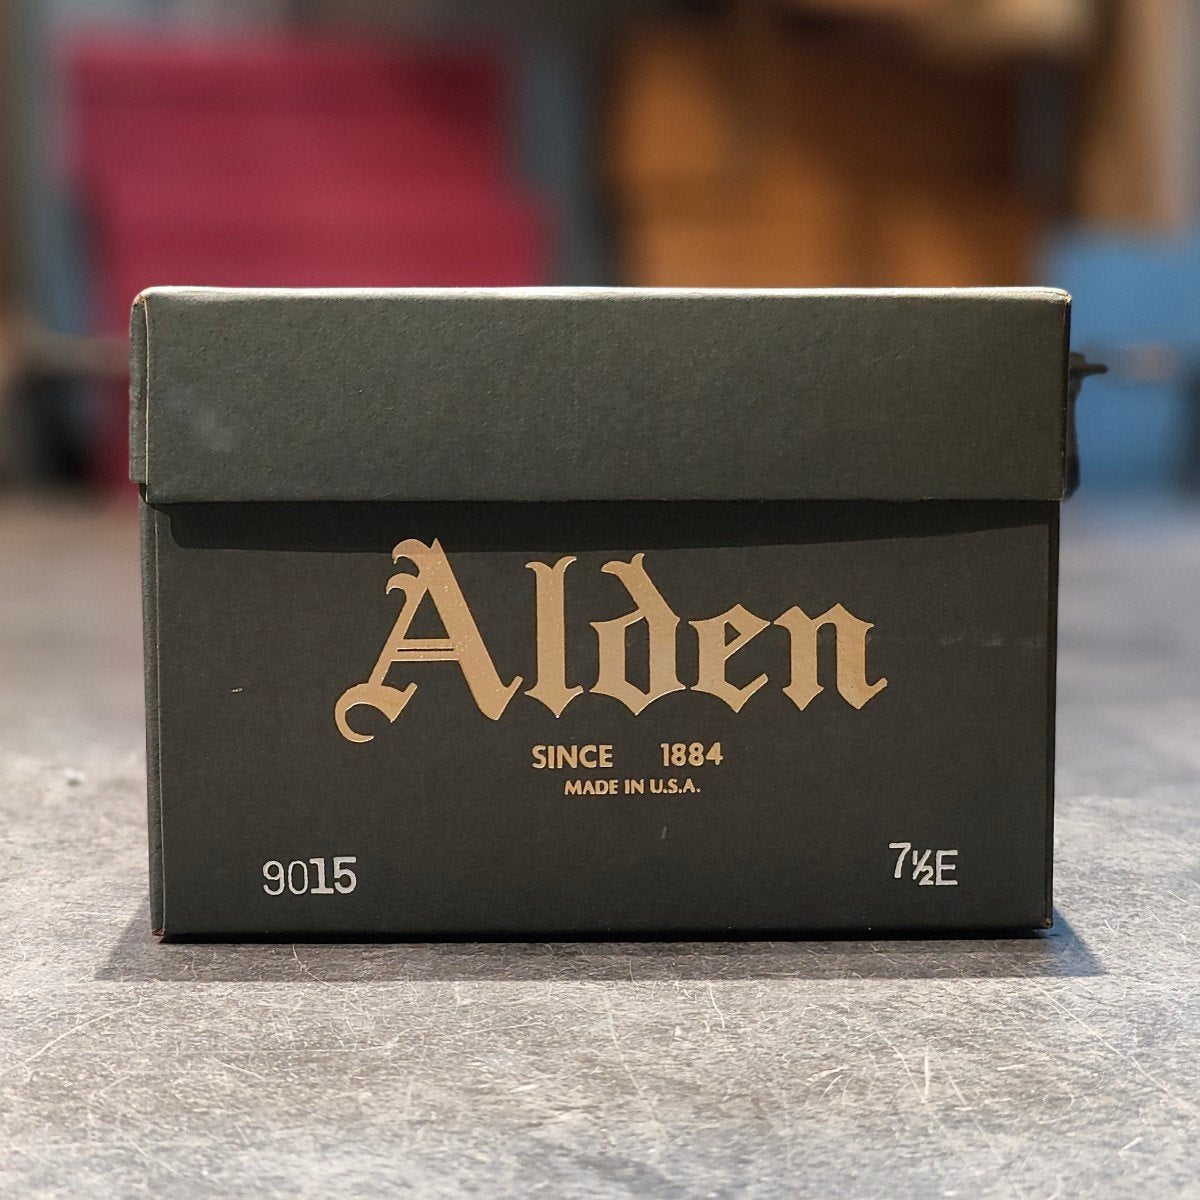 Alden
SINCE 1884
MADE IN U.S.A.
9015 7½E